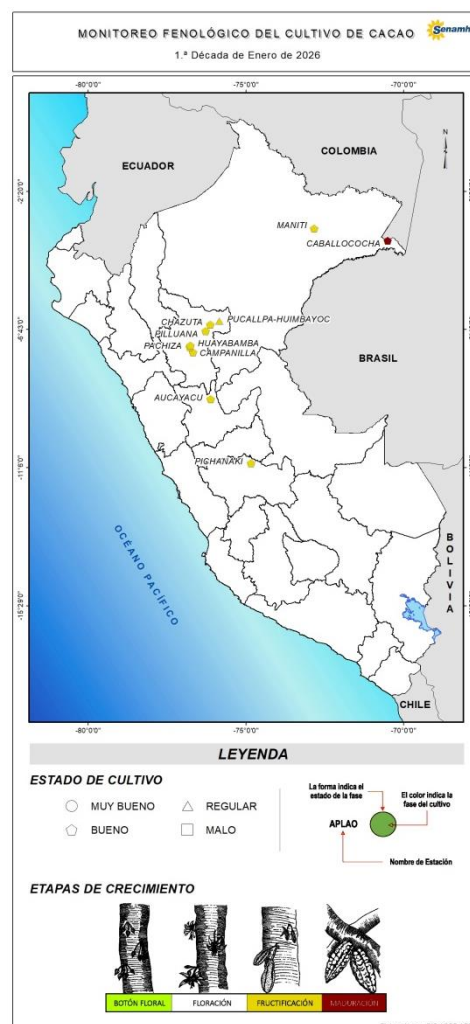 MONITOREO FENOLÓGICO DEL CULTIVO DE CACAO
Senamhi
1.ª Década de Enero de 2026
-80°0'0" -75°0'0" -70°0'0"
COLOMBIA
ECUADOR
N
-2°20'0
MANITI
CABALLOCOCHA
CHAZUTA
PUCALLPA-HUIMBAYOC
PILLUANA
-6°43'0
PACHIZA
HUAYABAMBA
CAMPANILLA
BRASIL
AUCAYACU
PICHANAKI
-11°6'0
OCÉANO PACÍFICO
BOLIVIA
-15°29'0
CHILE
-80°0'0" -75°0'0" -70°0'0"
LEYENDA
ESTADO DE CULTIVO
MUY BUENO
REGULAR
BUENO
MALO
La forma indica el
estado de la fase
El color indica la
fase del cultivo
APLAO
Nombre de Estación
ETAPAS DE CRECIMIENTO
BOTÓN FLORAL
FLORACIÓN
FRUCTIFICACIÓN
MADURACIÓN